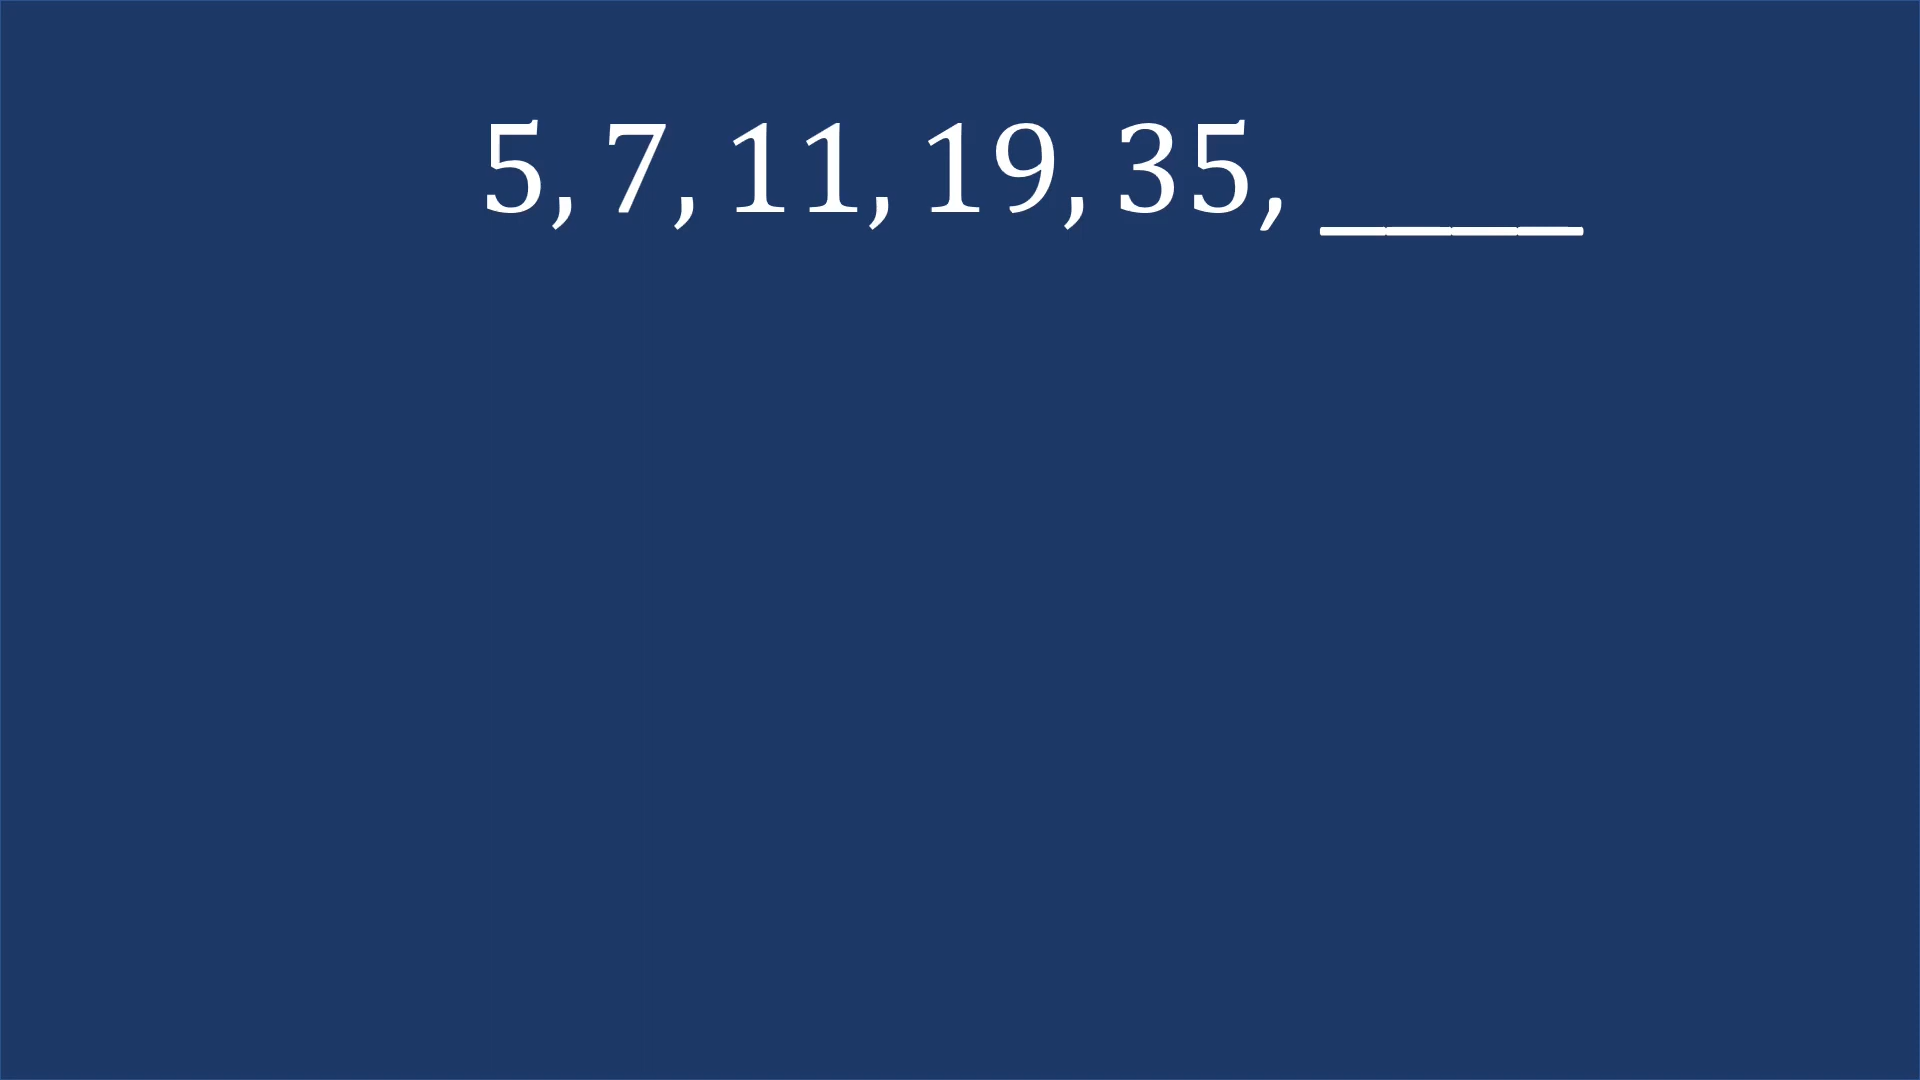 5, 7, 11, 19, 35, ____